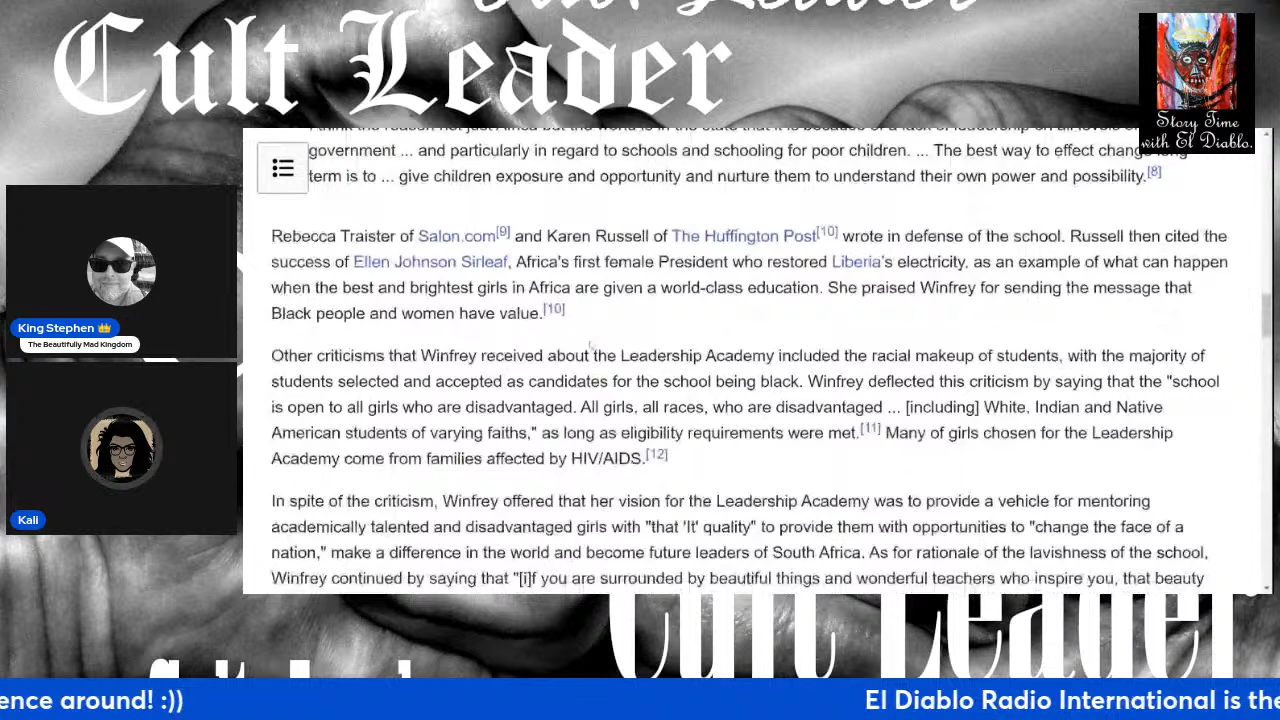 Cult Leader
Cult Leader
Story Time
with El Diablo.
government ... and particularly in regard to schools and schooling for poor children. ... The best way to effect change long
term is to ... give children exposure and opportunity and nurture them to understand their own power and possibility.[8]
Rebecca Traister of Salon.com[9] and Karen Russell of The Huffington Post[10] wrote in defense of the school. Russell then cited the
success of Ellen Johnson Sirleaf, Africa's first female President who restored Liberia's electricity, as an example of what can happen
when the best and brightest girls in Africa are given a world-class education. She praised Winfrey for sending the message that
Black people and women have value.[10]
Other criticisms that Winfrey received about the Leadership Academy included the racial makeup of students, with the majority of
students selected and accepted as candidates for the school being black. Winfrey deflected this criticism by saying that the "school
is open to all girls who are disadvantaged. All girls, all races, who are disadvantaged ... [including] White, Indian and Native
American students of varying faiths," as long as eligibility requirements were met.[11] Many of girls chosen for the Leadership
Academy come from families affected by HIV/AIDS.[12]
In spite of the criticism, Winfrey offered that her vision for the Leadership Academy was to provide a vehicle for mentoring
academically talented and disadvantaged girls with "that 'It' quality" to provide them with opportunities to "change the face of a
nation," make a difference in the world and become future leaders of South Africa. As for rationale of the lavishness of the school,
Winfrey continued by saying that "[i]f you are surrounded by beautiful things and wonderful teachers who inspire you, that beauty
King Stephen 👑
The Beautifully Mad Kingdom
Kali
Cult Leader
ence around! :))
El Diablo Radio International is the